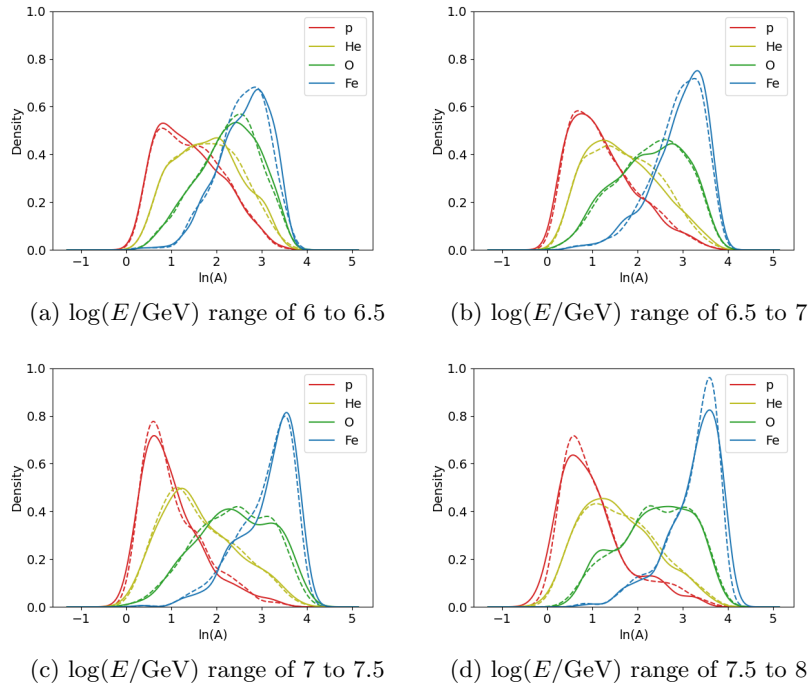 1.0
0.8
0.6
0.4
0.2
0.0
Density
p
He
O
Fe
−1 0 1 2 3 4 5
ln(A)
(a) log(E/GeV) range of 6 to 6.5
1.0
0.8
0.6
0.4
0.2
0.0
Density
p
He
O
Fe
−1 0 1 2 3 4 5
ln(A)
(b) log(E/GeV) range of 6.5 to 7
1.0
0.8
0.6
0.4
0.2
0.0
Density
p
He
O
Fe
−1 0 1 2 3 4 5
ln(A)
(c) log(E/GeV) range of 7 to 7.5
1.0
0.8
0.6
0.4
0.2
0.0
Density
p
He
O
Fe
−1 0 1 2 3 4 5
ln(A)
(d) log(E/GeV) range of 7.5 to 8